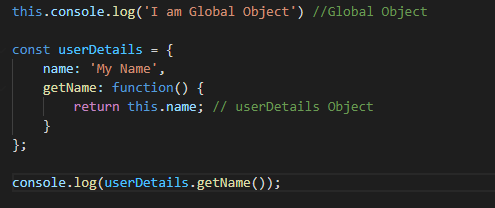 this.console.log('I am Global Object') //Global Object
const userDetails = {
    name: 'My Name',
    getName: function() {
        return this.name; // userDetails Object
    }
};
console.log(userDetails.getName());